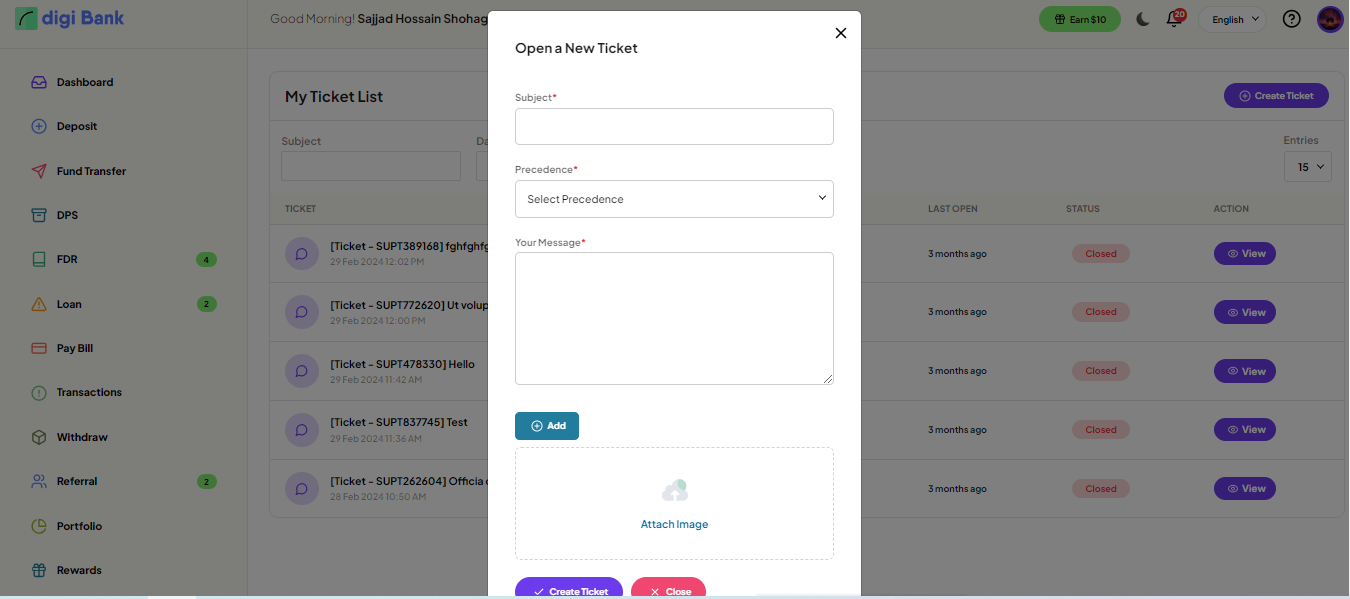 digi Bank
Good Morning! Sajjad Hossain Shohag
Earn $10
20
English
Dashboard
Deposit
Fund Transfer
DPS
FDR
4
Loan
2
Pay Bill
Transactions
Withdraw
Referral
2
Portfolio
Rewards
My Ticket List
Create Ticket
Subject
Da
Entries
15
TICKET
LAST OPEN
STATUS
ACTION
[Ticket - SUPT389168] fghfghfg
29 Feb 2024 12:02 PM
3 months ago
Closed
View
[Ticket - SUPT772620] Ut volup
29 Feb 2024 12:00 PM
3 months ago
Closed
View
[Ticket - SUPT478330] Hello
29 Feb 2024 11:42 AM
3 months ago
Closed
View
[Ticket - SUPT837745] Test
29 Feb 2024 11:36 AM
3 months ago
Closed
View
[Ticket - SUPT262604] Officia
28 Feb 2024 10:50 AM
3 months ago
Closed
View
Open a New Ticket
Subject*
Precedence*
Select Precedence
Your Message*
Add
Attach Image
Create Ticket
Close